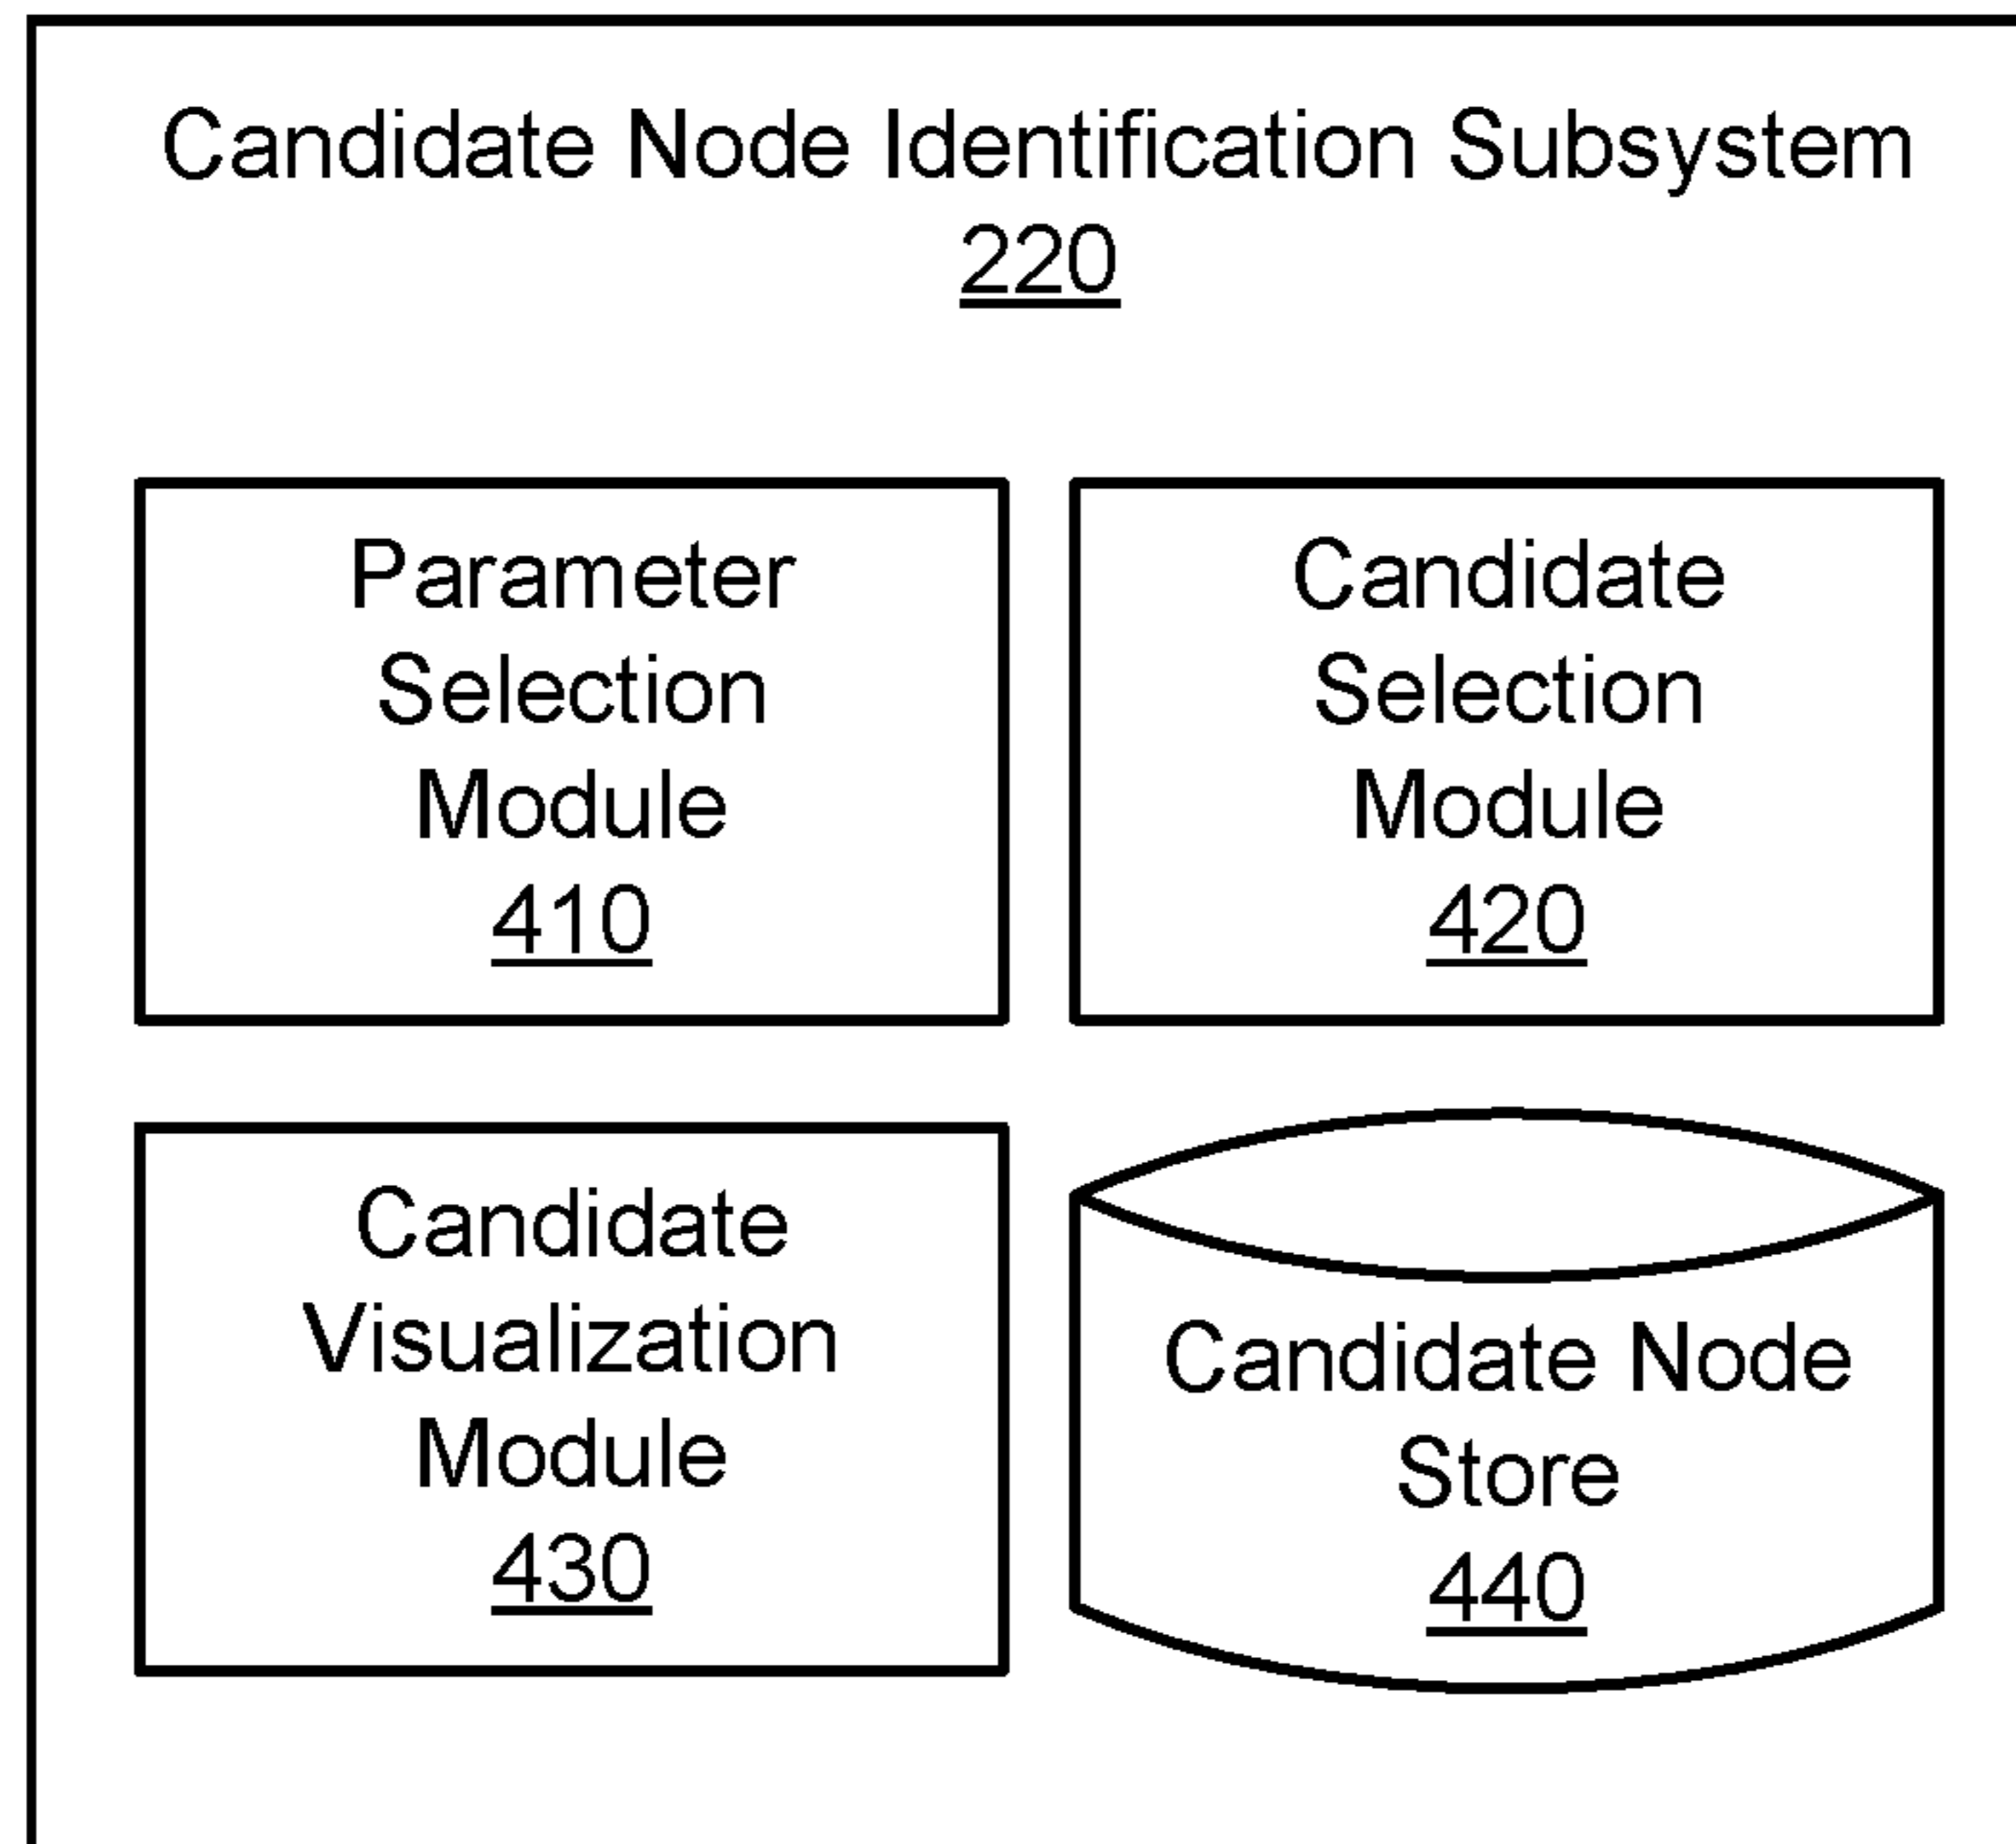 Candidate Node Identification Subsystem
220
Parameter
Selection
Module
410
Candidate
Selection
Module
420
Candidate
Visualization
Module
430
Candidate Node
Store
440